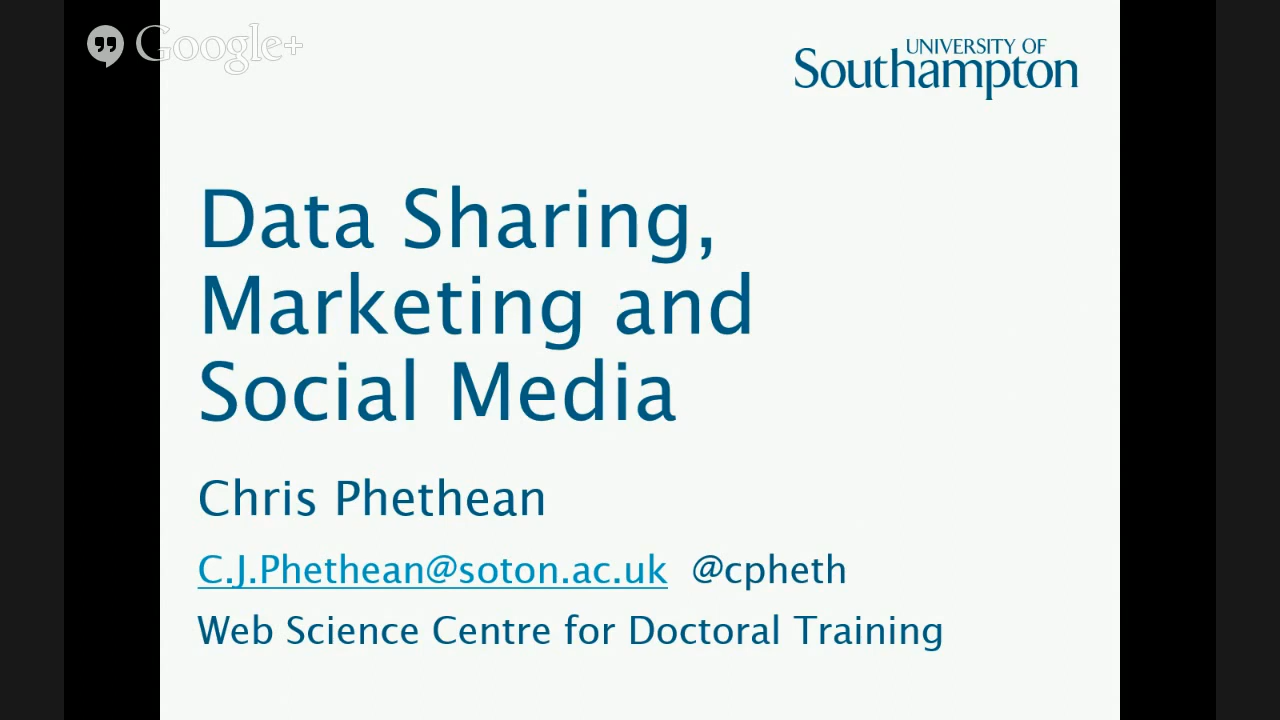 Google+
UNIVERSITY OF
Southampton
Data Sharing,
Marketing and
Social Media
Chris Phethean
C.J.Phethean@soton.ac.uk @cpheth
Web Science Centre for Doctoral Training